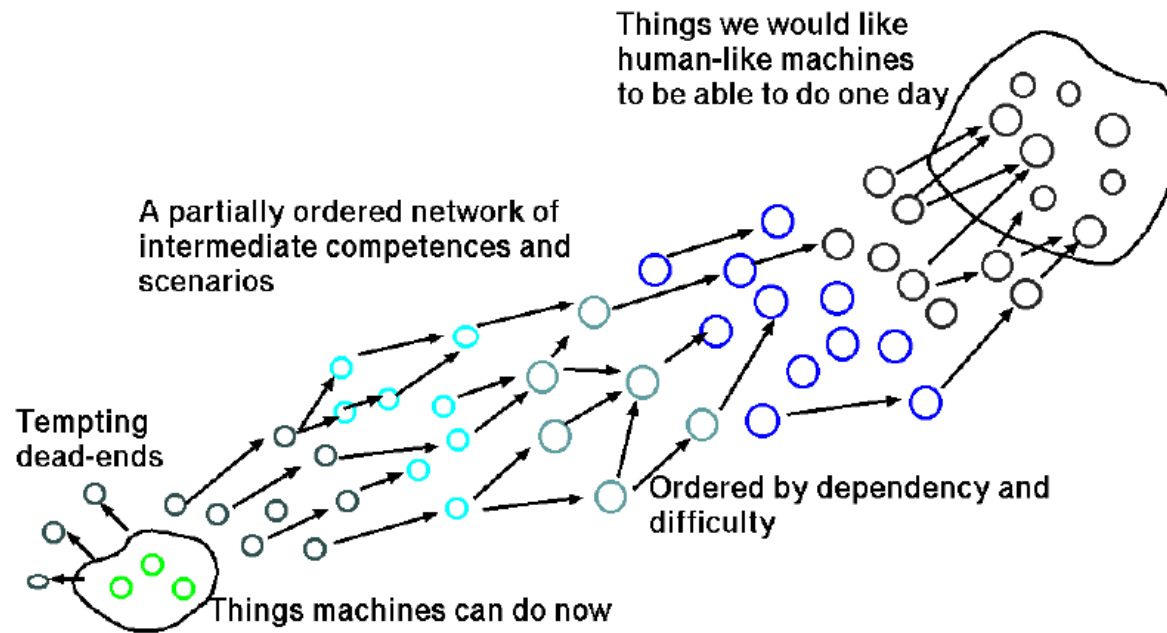 Things we would like
human-like machines
to be able to do one day
A partially ordered network of
intermediate competences and
scenarios
Tempting
dead-ends
Ordered by dependency and
difficulty
Things machines can do now